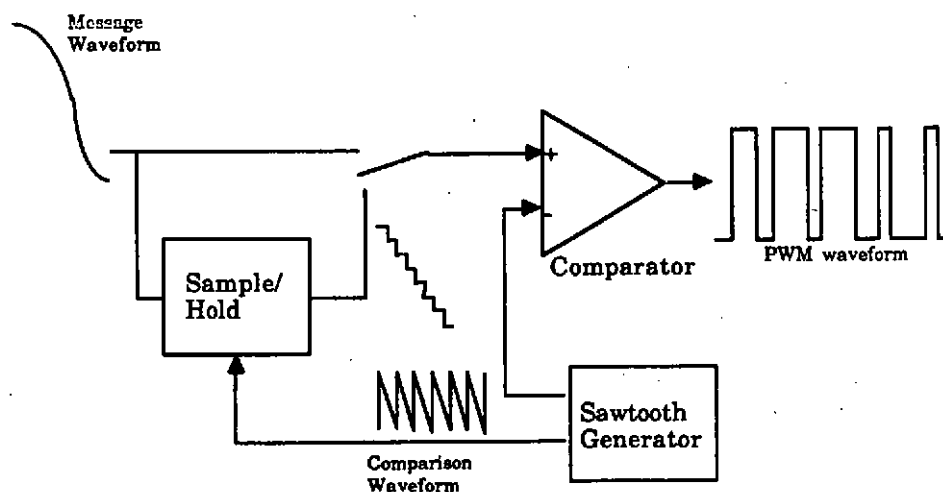 Message
Waveform
+
-
Comparator
PWM waveform
Sample/
Hold
Sawtooth
Generator
Comparison
Waveform